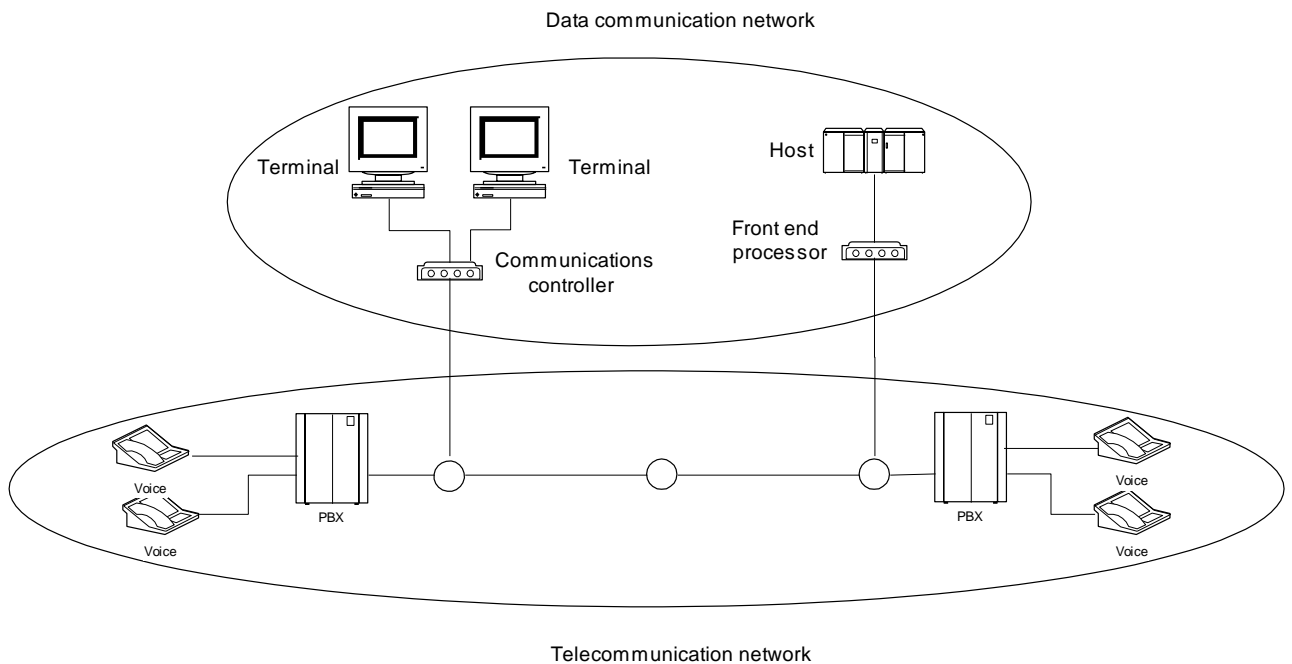 Data communication network
Terminal
Terminal
Host
Front end
processor
Communications
controller
Voice
Voice
PBX
PBX
Voice
Voice
Telecommunication network